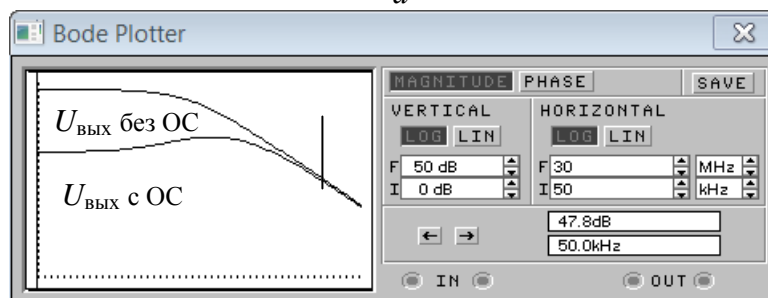 a
Bode Plotter
MAGNITUDE PHASE SAVE
VERTICAL HORIZONTAL
LOG LIN LOG LIN
F 50 dB F 30 MHz
I 0 dB I 50 kHz
47.8dB
50.0kHz
IN OUT
Uвых без ОС
Uвых с ОС